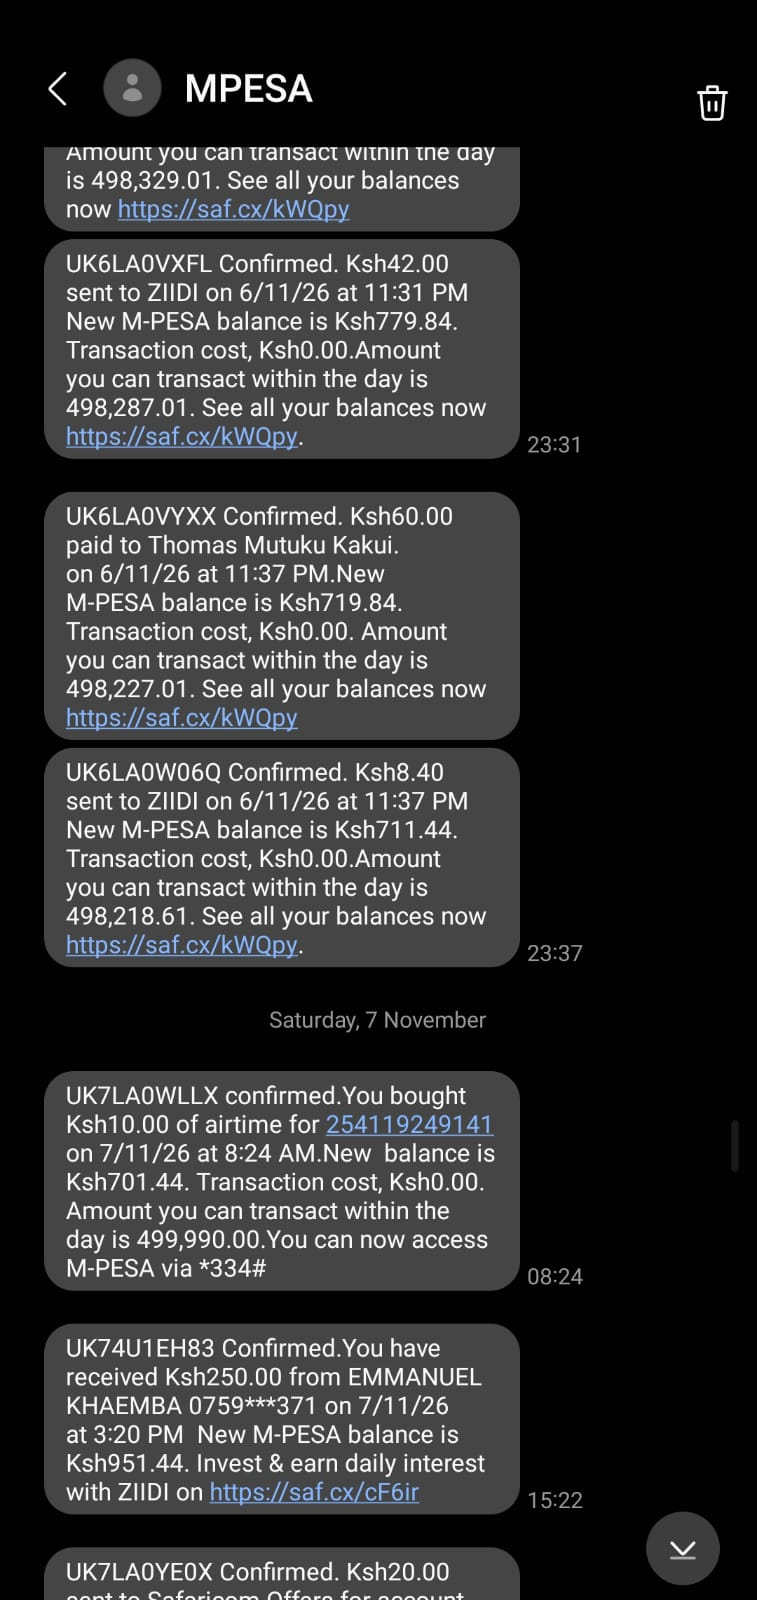 MPESA
Amount you can transact within the day
is 498,329.01. See all your balances
now https://saf.cx/kWQpy
UK6LA0VXFL Confirmed. Ksh42.00
sent to ZIIDI on 6/11/26 at 11:31 PM
New M-PESA balance is Ksh779.84.
Transaction cost, Ksh0.00.Amount
you can transact within the day is
498,287.01. See all your balances now
https://saf.cx/kWQpy.
23:31
UK6LA0VYXX Confirmed. Ksh60.00
paid to Thomas Mutuku Kakui.
on 6/11/26 at 11:37 PM.New
M-PESA balance is Ksh719.84.
Transaction cost, Ksh0.00. Amount
you can transact within the day is
498,227.01. See all your balances now
https://saf.cx/kWQpy
UK6LA0W06Q Confirmed. Ksh8.40
sent to ZIIDI on 6/11/26 at 11:37 PM
New M-PESA balance is Ksh711.44.
Transaction cost, Ksh0.00.Amount
you can transact within the day is
498,218.61. See all your balances now
https://saf.cx/kWQpy.
23:37
Saturday, 7 November
UK7LA0WLLX confirmed.You bought
Ksh10.00 of airtime for 254119249141
on 7/11/26 at 8:24 AM.New  balance is
Ksh701.44. Transaction cost, Ksh0.00.
Amount you can transact within the
day is 499,990.00.You can now access
M-PESA via *334#
08:24
UK74U1EH83 Confirmed.You have
received Ksh250.00 from EMMANUEL
KHAEMBA 0759***371 on 7/11/26
at 3:20 PM  New M-PESA balance is
Ksh951.44. Invest & earn daily interest
with ZIIDI on https://saf.cx/cF6ir
15:22
UK7LA0YE0X Confirmed. Ksh20.00
sent to Safaricom Offers for account